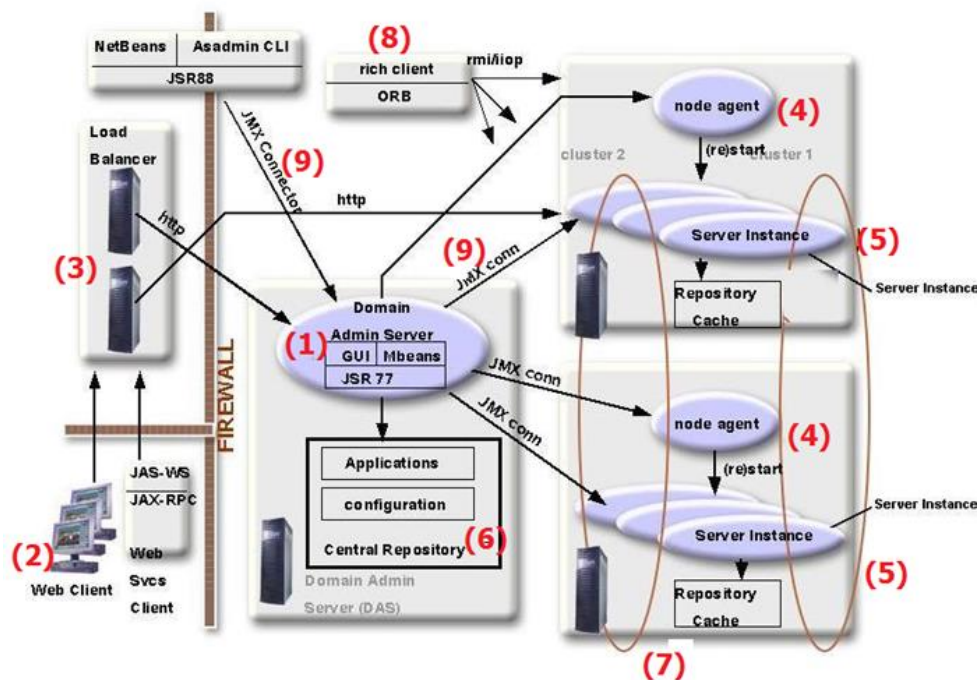 NetBeans
Asadmin CLI
JSR88
(8)
rich client
ORB
rmi/iiop
node agent
(4)
(re)start
cluster 2
cluster 1
Load
Balancer
JMX Connector
(9)
http
http
(3)
(9)
JMX conn
Server Instance
(5)
Server Instance
Repository
Cache
Domain
Admin Server
(1)
GUI
Mbeans
JSR 77
FIREWALL
JMX conn
JMX conn
node agent
(4)
(re)start
Applications
configuration
Central Repository
(6)
Domain Admin
Server (DAS)
Server Instance
Server Instance
(5)
Repository
Cache
(7)
JAS-WS
JAX-RPC
(2)
Web Client
Web
Svcs
Client